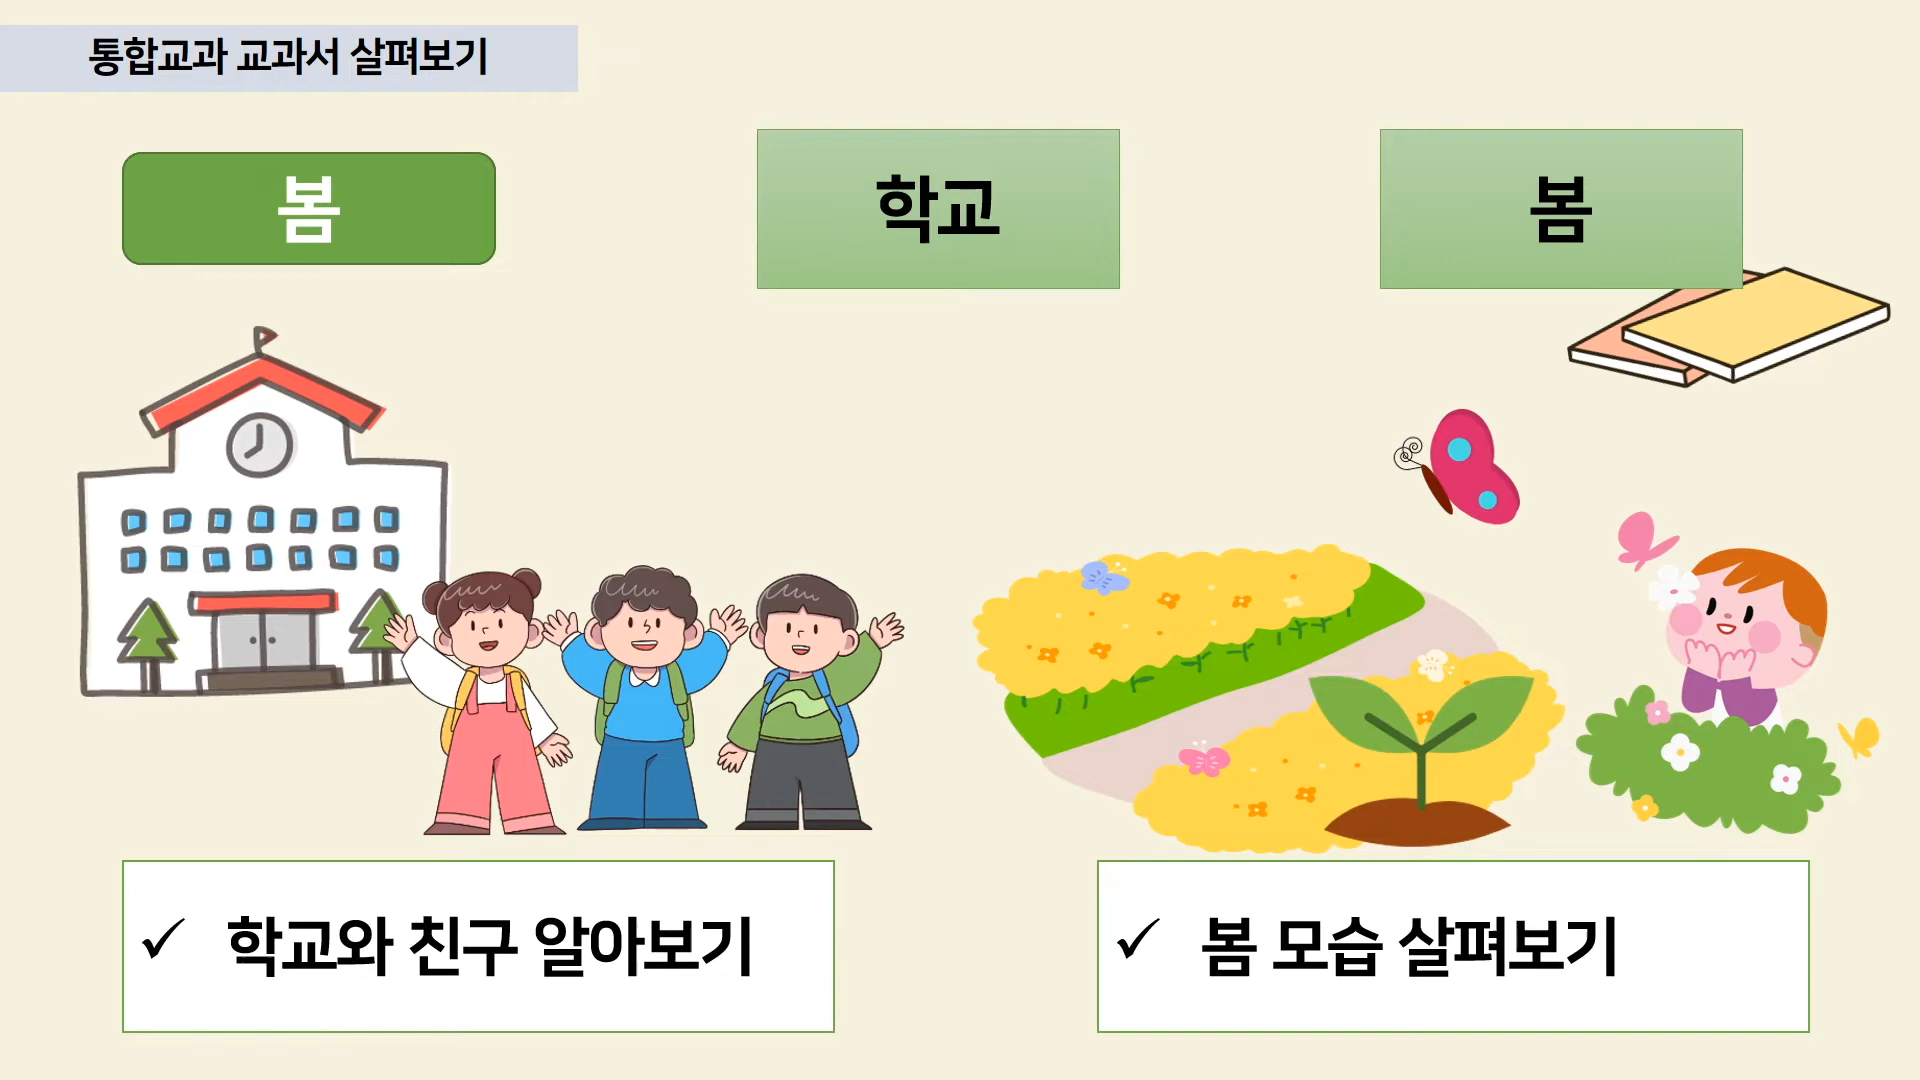 통합교과 교과서 살펴보기
봄
학교
봄
✓ 학교와 친구 알아보기
✓ 봄 모습 살펴보기